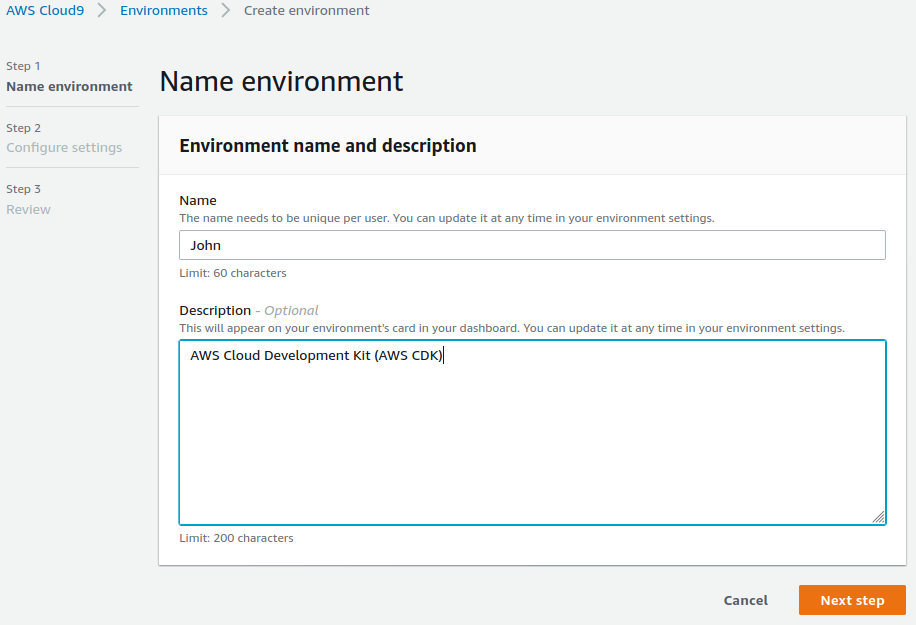 AWS Cloud9 > Environments > Create environment
Step 1
Name environment
Step 2
Configure settings
Step 3
Review
Name environment
Environment name and description
Name
The name needs to be unique per user. You can update it at any time in your environment settings.
John
Limit: 60 characters
Description - Optional
This will appear on your environment's card in your dashboard. You can update it at any time in your environment settings.
AWS Cloud Development Kit (AWS CDK)
Limit: 200 characters
Cancel Next step